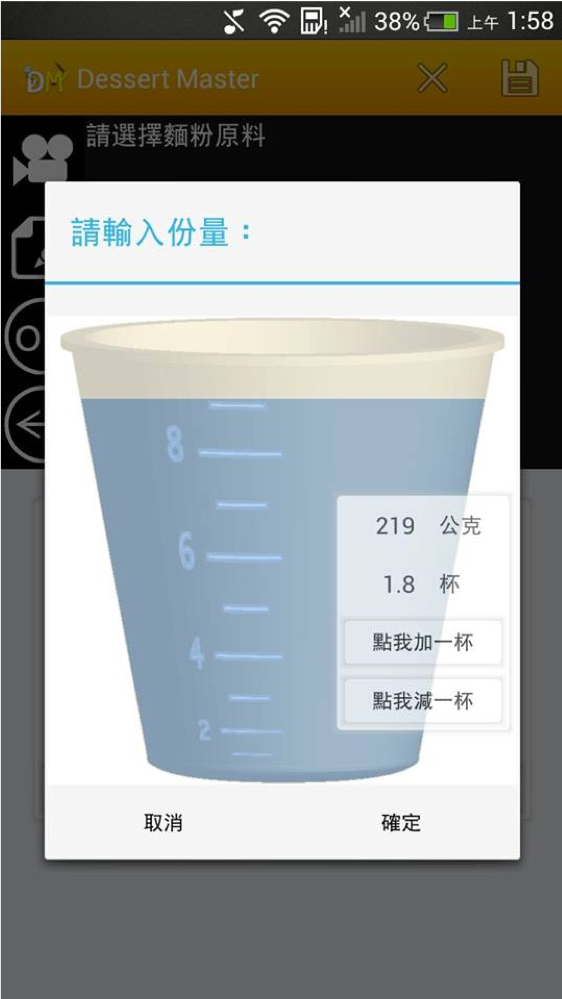 38% 上午 1:58
DM Dessert Master
請選擇麵粉原料
請輸入份量：
8
6
4
2
219 公克
1.8 杯
點我加一杯
點我減一杯
取消
確定